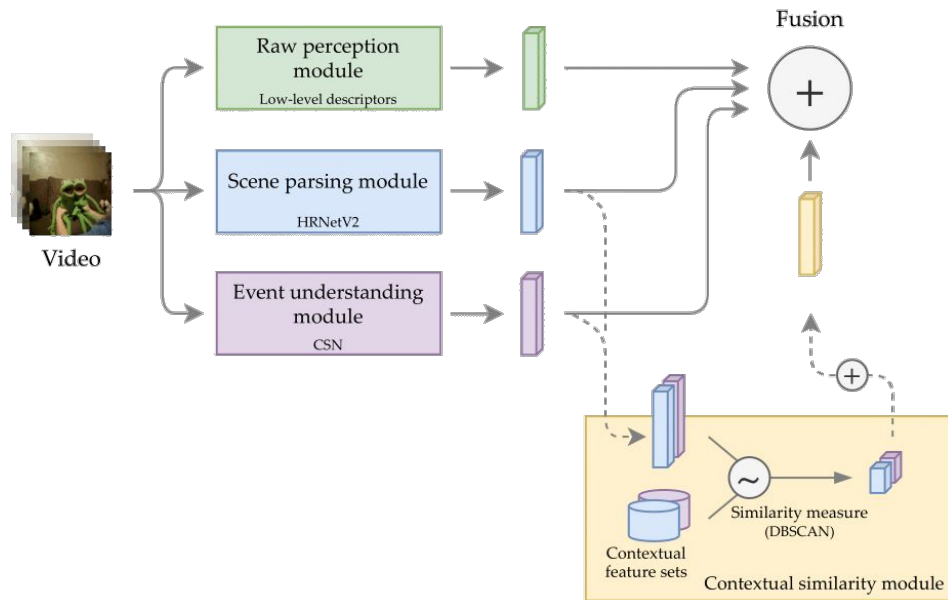 Fusion
Raw perception
module
Low-level descriptors
+
Scene parsing module
HRNetV2
Video
Event understanding
module
CSN
+
~
Similarity measure
(DBSCAN)
Contextual
feature sets
Contextual similarity module